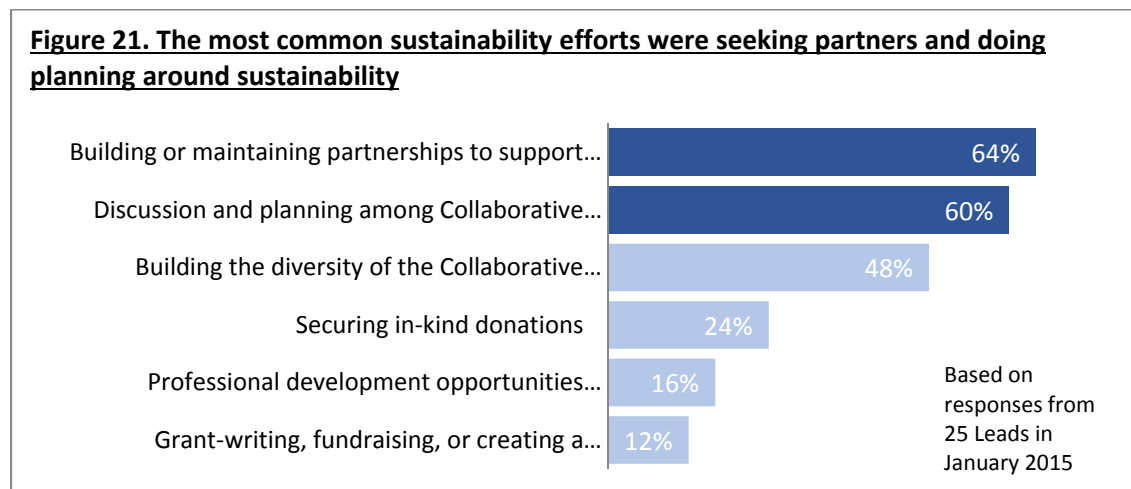 Figure 21. The most common sustainability efforts were seeking partners and doing
planning around sustainability
Building or maintaining partnerships to support…
64%
Discussion and planning among Collaborative…
60%
Building the diversity of the Collaborative…
48%
Securing in-kind donations
24%
Professional development opportunities…
16%
Grant-writing, fundraising, or creating a…
12%
Based on
responses from
25 Leads in
January 2015